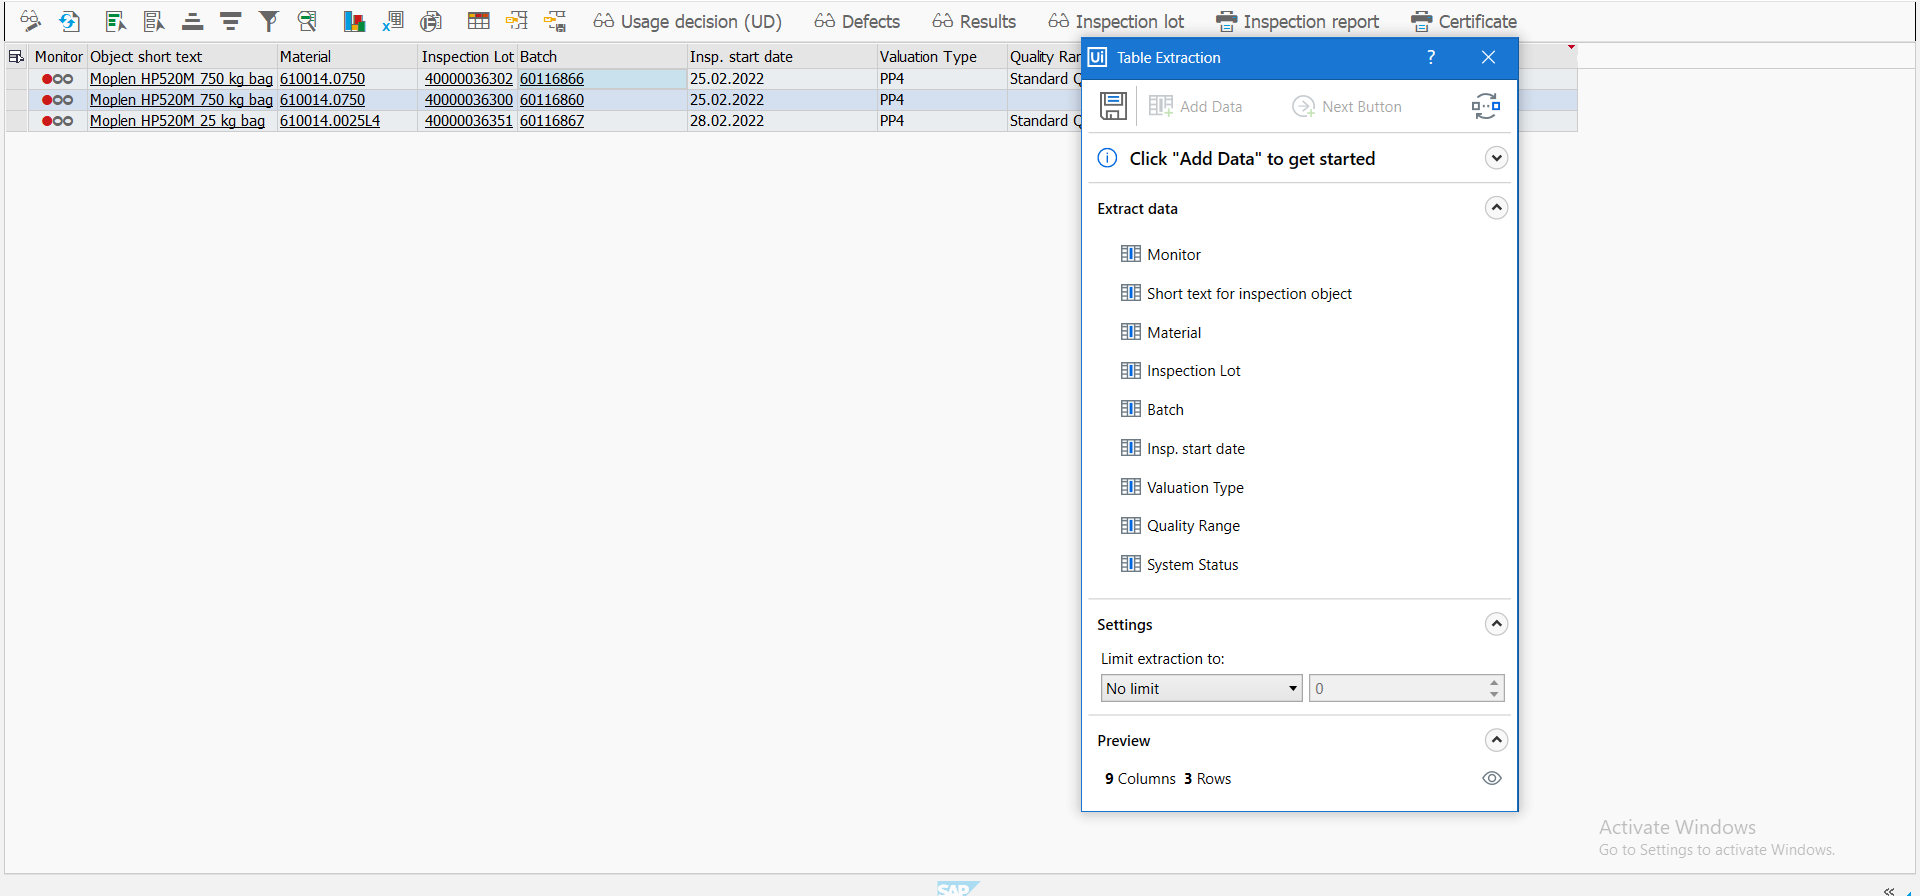 Usage decision (UD) Defects Results Inspection lot Inspection report Certificate
Monitor Object short text Material Inspection Lot Batch Insp. start date Valuation Type Quality Ran
Moplen HP520M 750 kg bag 610014.0750 40000036302 60116866 25.02.2022 PP4 Standard Q
Moplen HP520M 750 kg bag 610014.0750 40000036300 60116860 25.02.2022 PP4
Moplen HP520M 25 kg bag 610014.0025L4 40000036351 60116867 28.02.2022 PP4 Standard Q
Ui Table Extraction ?
Add Data Next Button
Click "Add Data" to get started
Extract data
Monitor
Short text for inspection object
Material
Inspection Lot
Batch
Insp. start date
Valuation Type
Quality Range
System Status
Settings
Limit extraction to:
No limit 0
Preview
9 Columns 3 Rows
Activate Windows
Go to Settings to activate Windows.
SAP